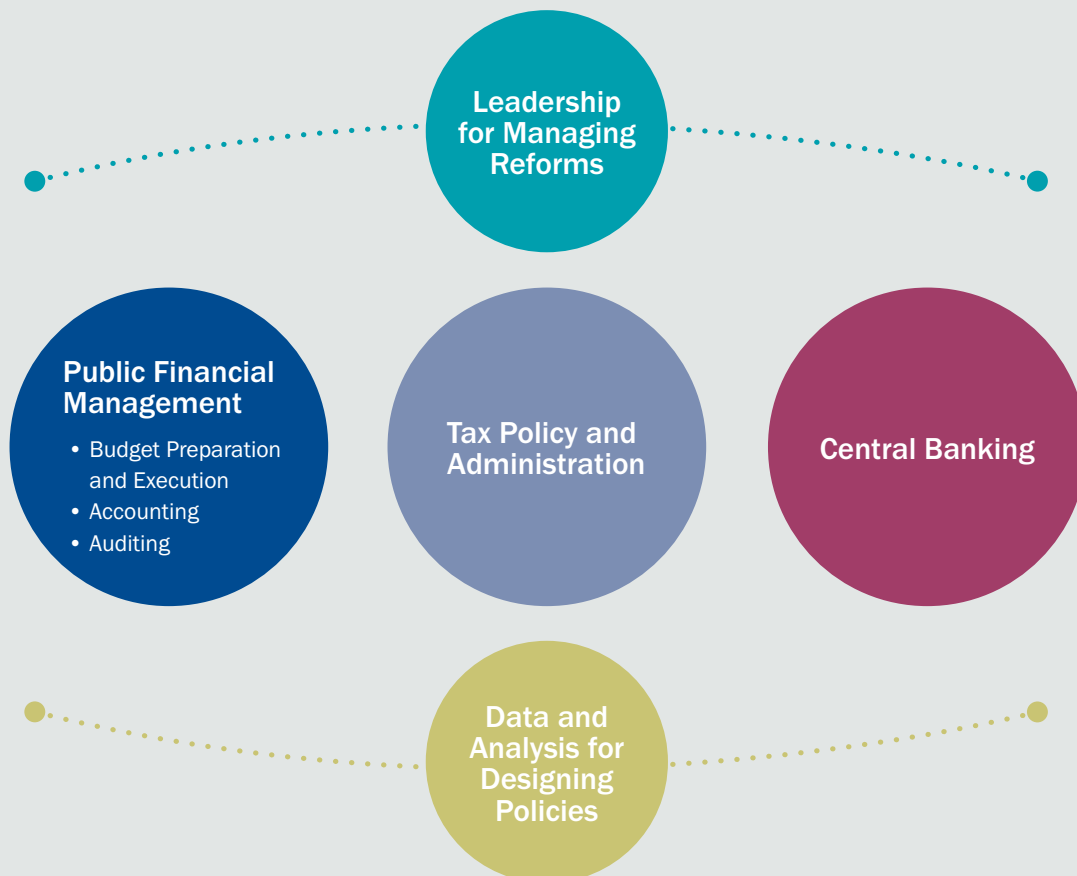 Leadership
for Managing
Reforms
Public Financial
Management
• Budget Preparation
and Execution
• Accounting
• Auditing
Tax Policy and
Administration
Central Banking
Data and
Analysis for
Designing
Policies